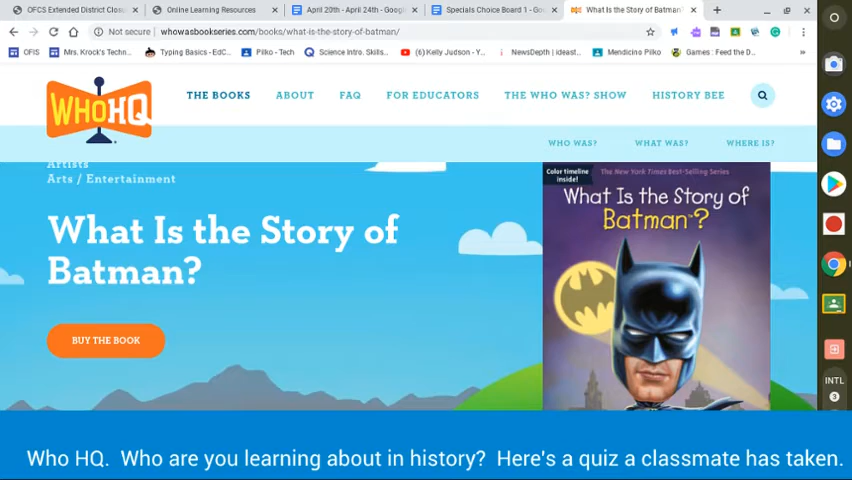 OFCS Extended District Closu
Online Learning Resources
April 20th - April 24th - Googl
Specials Choice Board 1 - Go
What Is the Story of Batman?
Not secure
whowasbookseries.com/books/what-is-the-story-of-batman/
OFIS
Mrs. Krock's Techn...
Typing Basics - EdC...
Pilko - Tech
Science Intro. Skills...
(6) Kelly Judson - Y...
NewsDepth | ideast...
Mendicino Pilko
Games : Feed the D...
WHOHQ
THE BOOKS
ABOUT
FAQ
FOR EDUCATORS
THE WHO WAS? SHOW
HISTORY BEE
WHO WAS?
WHAT WAS?
WHERE IS?
Artists
Arts / Entertainment
What Is the Story of
Batman?
BUY THE BOOK
Color timeline
inside!
The New York Times Best-Selling Series
What Is the Story of
Batman™?
INTL
3
Who HQ. Who are you learning about in history? Here's a quiz a classmate has taken.